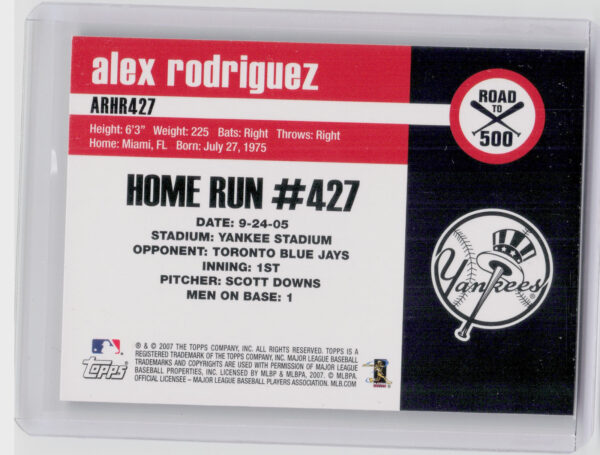 alex rodriguez
ARHR427
ROAD
TO
500
Height: 6'3" Weight: 225 Bats: Right Throws: Right
Home: Miami, FL Born: July 27, 1975
HOME RUN #427
DATE: 9-24-05
STADIUM: YANKEE STADIUM
OPPONENT: TORONTO BLUE JAYS
INNING: 1ST
PITCHER: SCOTT DOWNS
MEN ON BASE: 1
Yankees
topps
® & © 2007 THE TOPPS COMPANY, INC. ALL RIGHTS RESERVED. TOPPS IS A
REGISTERED TRADEMARK OF THE TOPPS COMPANY, INC. MAJOR LEAGUE BASEBALL
TRADEMARKS AND COPYRIGHTS ARE USED WITH PERMISSION OF MAJOR LEAGUE
BASEBALL PROPERTIES, INC. LICENSED BY MLBP & MLBPA, 2007. © MLBPA.
OFFICIAL LICENSEE – MAJOR LEAGUE BASEBALL PLAYERS ASSOCIATION. MLB.COM